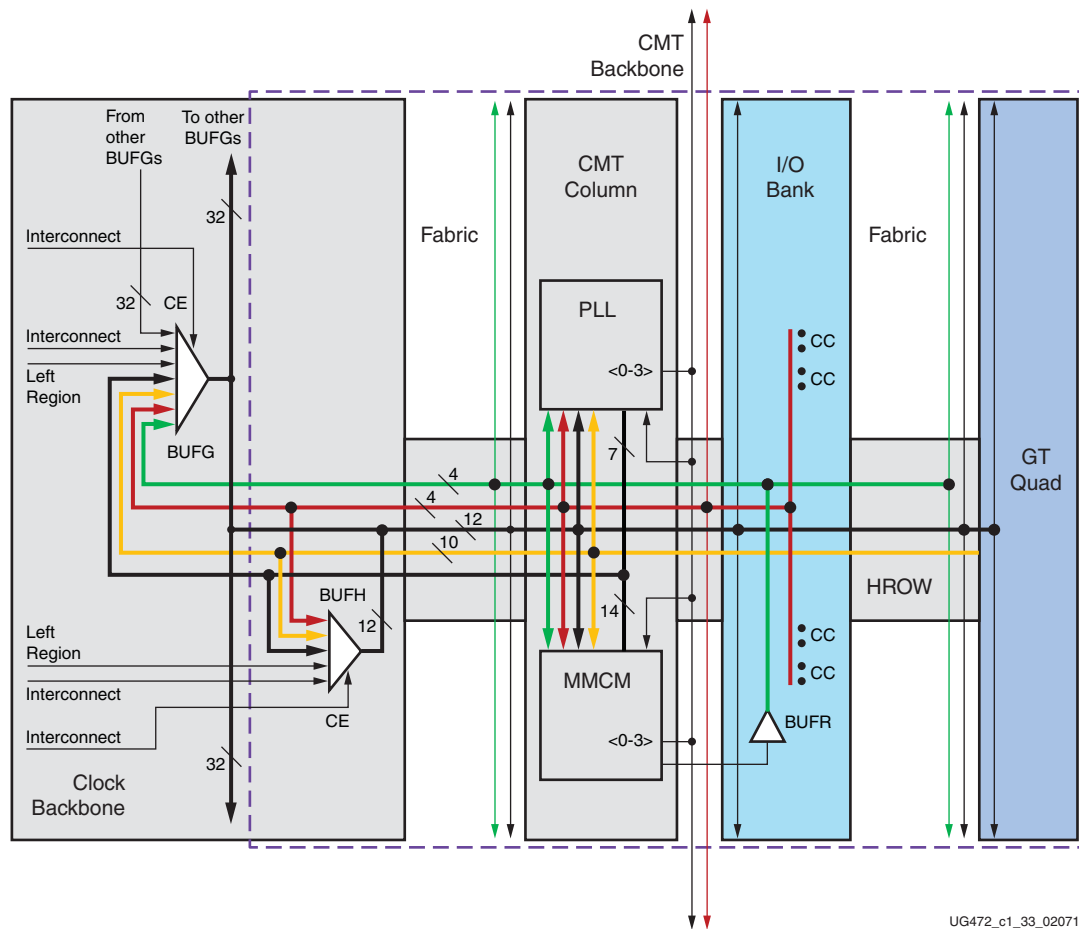 CMT
Backbone
From
other
BUFGs
To other
BUFGs
CMT
Column
I/O
Bank
32
Interconnect
Fabric
Fabric
32
CE
PLL
Interconnect
CC
Left
Region
<0-3>
CC
BUFG
7
GT
Quad
4
4
12
10
BUFH
HROW
12
14
Left
Region
CC
MMCM
CC
Interconnect
CE
BUFR
Interconnect
<0-3>
32
Clock
Backbone
UG472_c1_33_02071